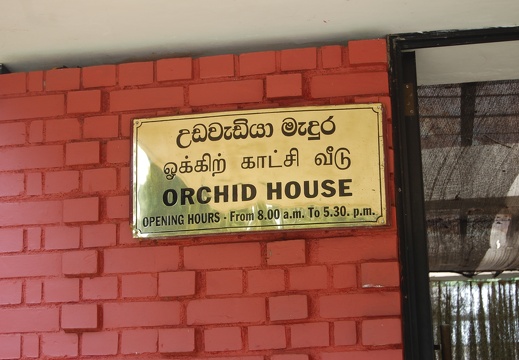 උඩවැඩියා මැදුර
ஓக்கிற் காட்சி வீடு
ORCHID HOUSE
OPENING HOURS - From 8.00 a.m. To 5.30. p.m.